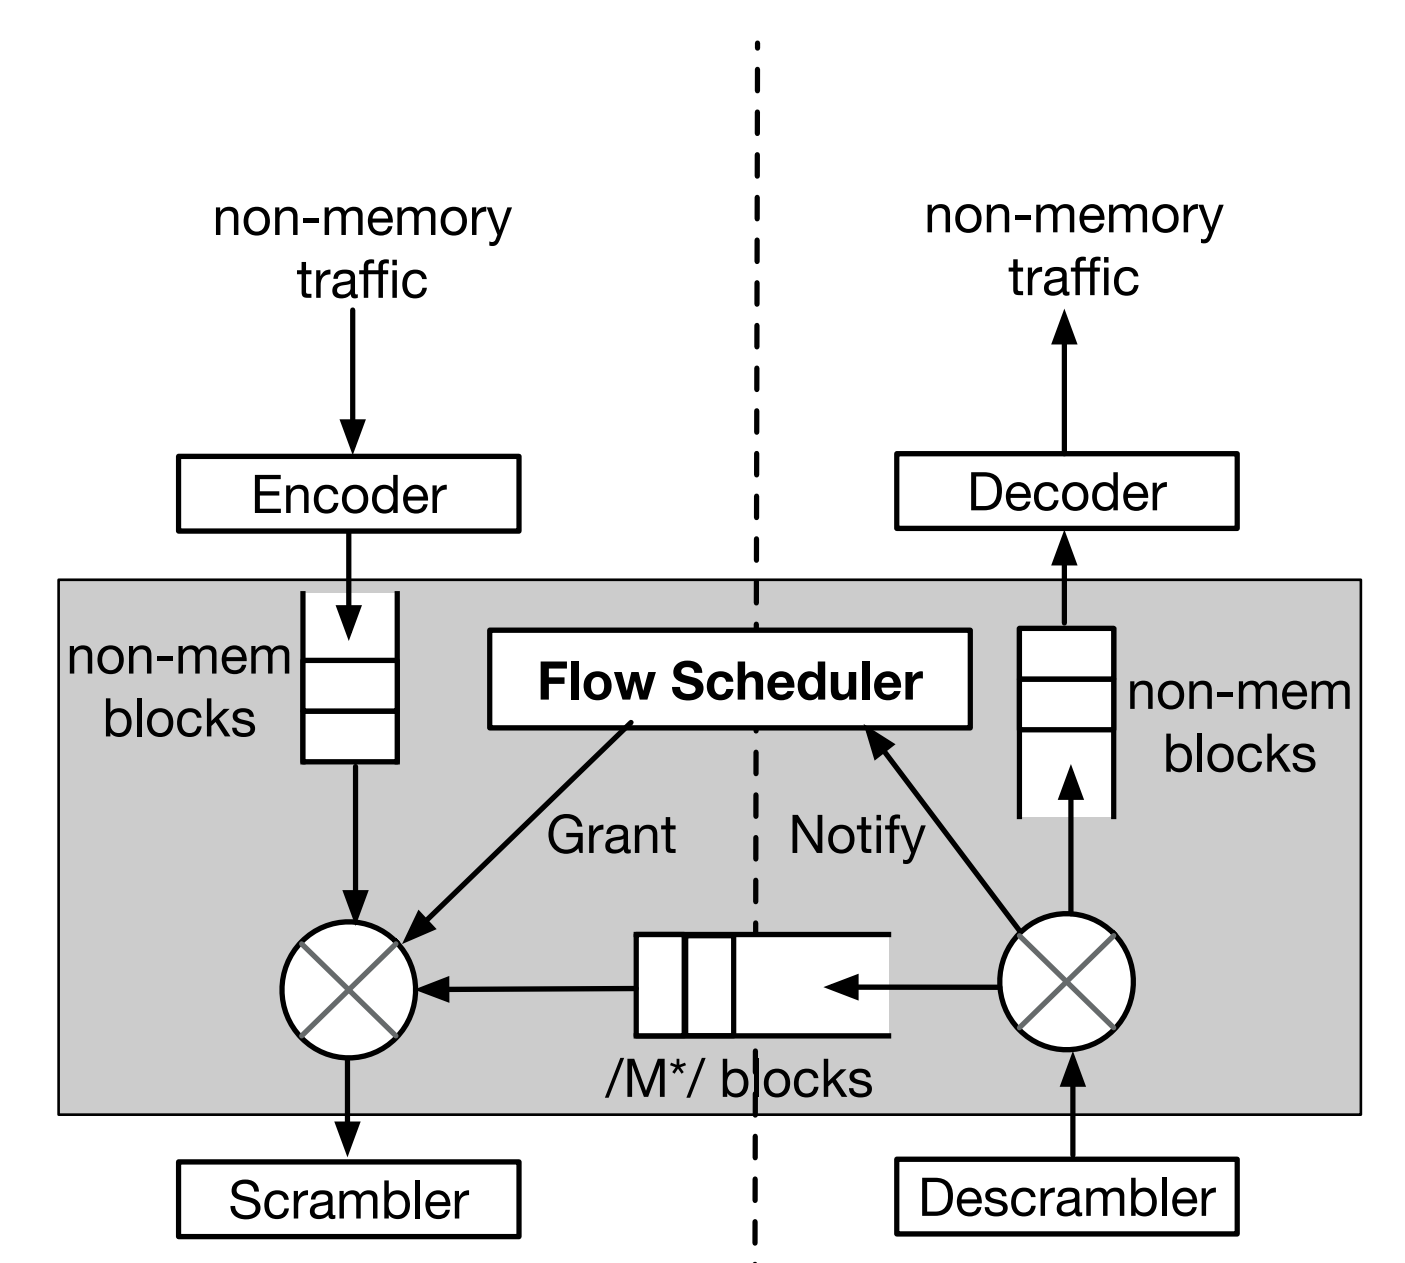 non-memory
traffic
non-memory
traffic
Encoder
Decoder
non-mem
blocks
Flow Scheduler
non-mem
blocks
Grant
Notify
/M*/ blocks
Scrambler
Descrambler